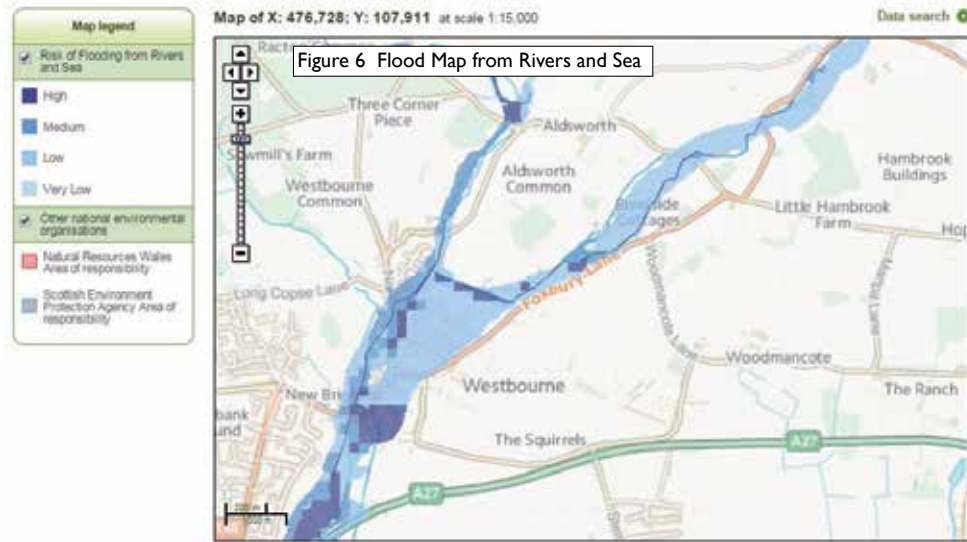 Map of X: 476,728; Y: 107,911 at scale 1:15,000
Data search
Map legend
Risk of Flooding from Rivers
and Sea
High
Medium
Low
Very Low
Other national environmental
organisations
Natural Resources Wales
Area of responsibility
Scottish Environment
Protection Agency Area of
responsibility
Figure 6 Flood Map from Rivers and Sea
Three Corner
Piece
Aldsworth
Sawmill's Farm
Aldsworth
Common
Westbourne
Common
Hambrook
Buildings
Cottages
Little Hambrook
Farm
Long Copse Lane
Foxbury Lane
Woodmancote Lane
Marlpit Lane
Woodmancote
Westbourne
The Ranch
The Squirrels
A27
A27